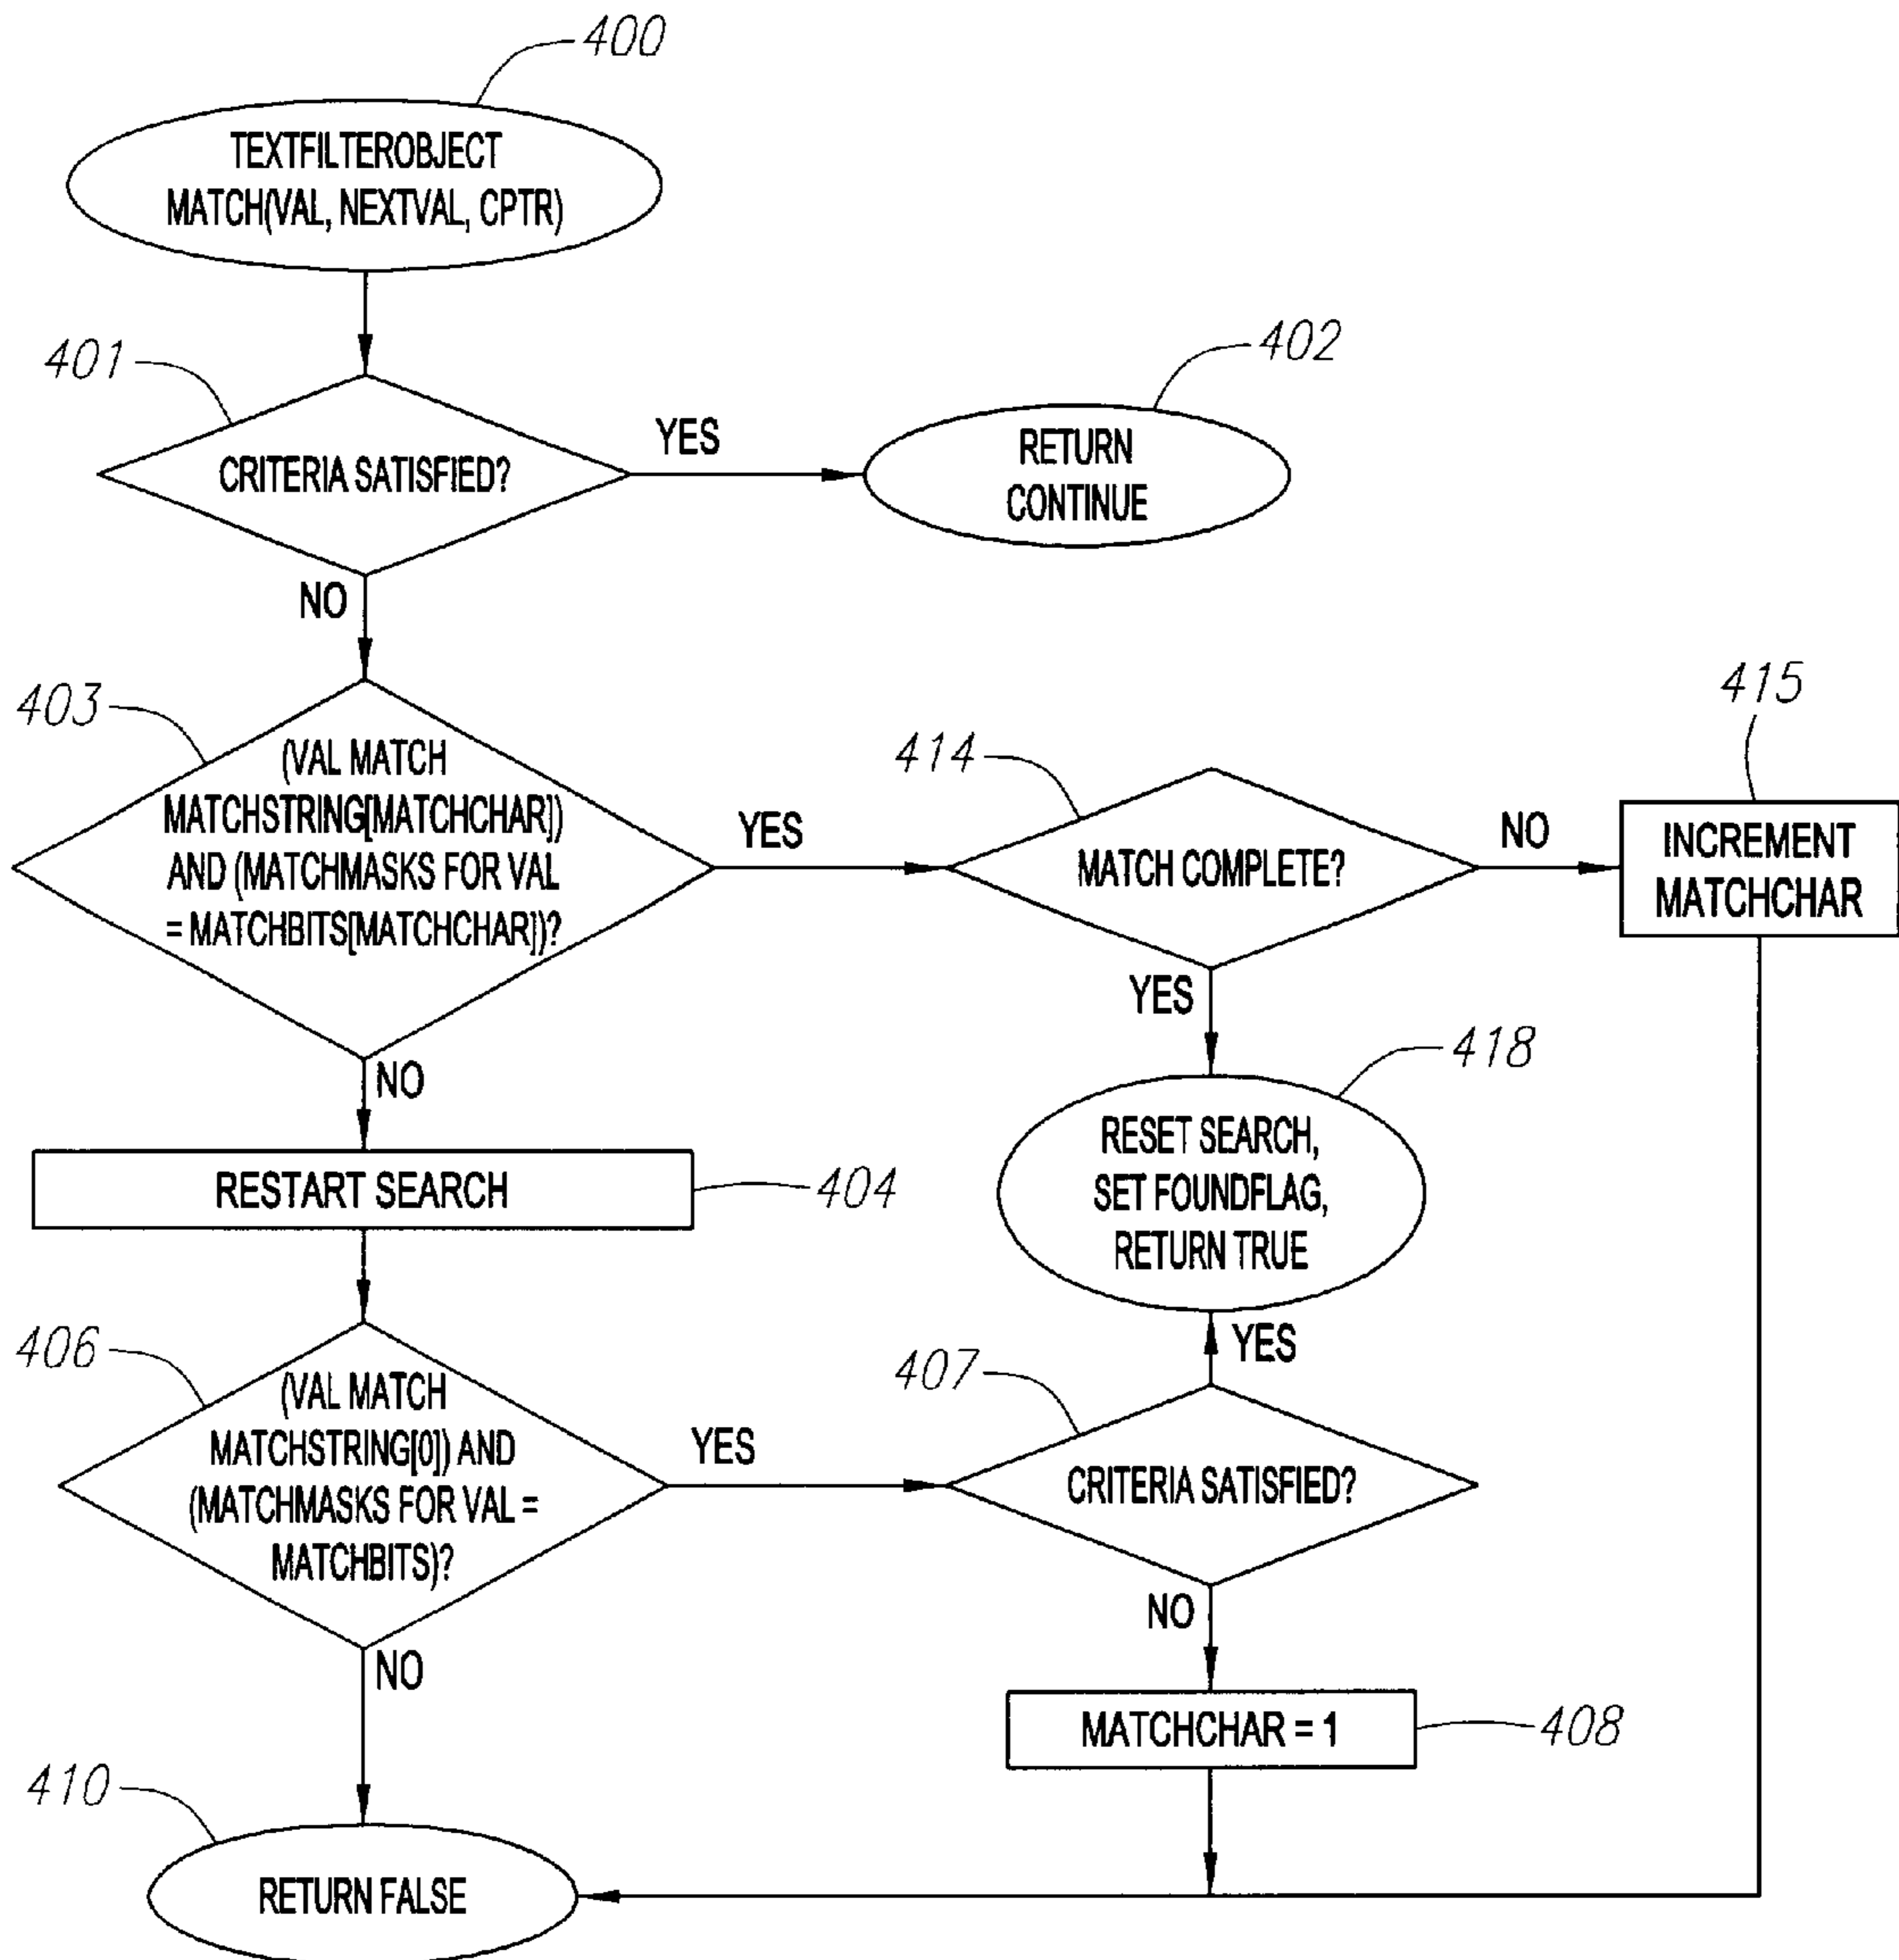 400
TEXTFILTEROBJECT
MATCH(VAL, NEXTVAL, CPTR)
401
CRITERIA SATISFIED?
YES
402
RETURN
CONTINUE
NO
403
(VAL MATCH
MATCHSTRING[MATCHCHAR])
AND (MATCHMASKS FOR VAL
= MATCHBITS[MATCHCHAR])?
YES
414
MATCH COMPLETE?
NO
415
INCREMENT
MATCHCHAR
YES
418
RESET SEARCH,
SET FOUNDFLAG,
RETURN TRUE
NO
RESTART SEARCH
404
406
(VAL MATCH
MATCHSTRING[0]) AND
(MATCHMASKS FOR VAL =
MATCHBITS)?
YES
407
CRITERIA SATISFIED?
YES
NO
MATCHCHAR = 1
408
NO
410
RETURN FALSE